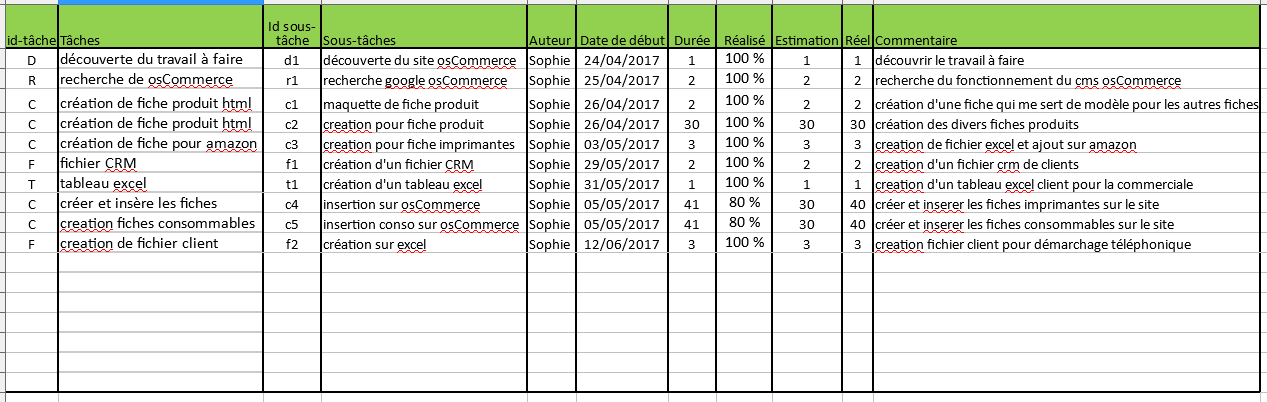 id-tâche Tâches Id sous-tâche Sous-tâches Auteur Date de début Durée Réalisé Estimation Réel Commentaire
D découverte du travail à faire d1 découverte du site osCommerce Sophie 24/04/2017 1 100 % 1 1 découvrir le travail à faire
R recherche de osCommerce r1 recherche google osCommerce Sophie 25/04/2017 2 100 % 2 2 recherche du fonctionnement du cms osCommerce
C création de fiche produit html c1 maquette de fiche produit Sophie 26/04/2017 2 100 % 2 2 création d'une fiche qui me sert de modèle pour les autres fiches
C création de fiche produit html c2 creation pour fiche produit Sophie 26/04/2017 30 100 % 30 30 création des divers fiches produits
C création de fiche pour amazon c3 creation pour fiche imprimantes Sophie 03/05/2017 3 100 % 3 3 creation de fichier excel et ajout sur amazon
F fichier CRM f1 création d'un fichier CRM Sophie 29/05/2017 2 100 % 2 2 creation d'un fichier crm de clients
T tableau excel t1 création d'un tableau excel Sophie 31/05/2017 1 100 % 1 1 creation d'un tableau excel client pour la commerciale
C créer et insère les fiches c4 insertion sur osCommerce Sophie 05/05/2017 41 80 % 30 40 créer et inserer les fiches imprimantes sur le site
C creation fiches consommables c5 insertion conso sur osCommerce Sophie 05/05/2017 41 80 % 30 40 créer et inserer les fiches consommables sur le site
F creation de fichier client f2 création sur excel Sophie 12/06/2017 3 100 % 3 3 creation fichier client pour démarchage téléphonique